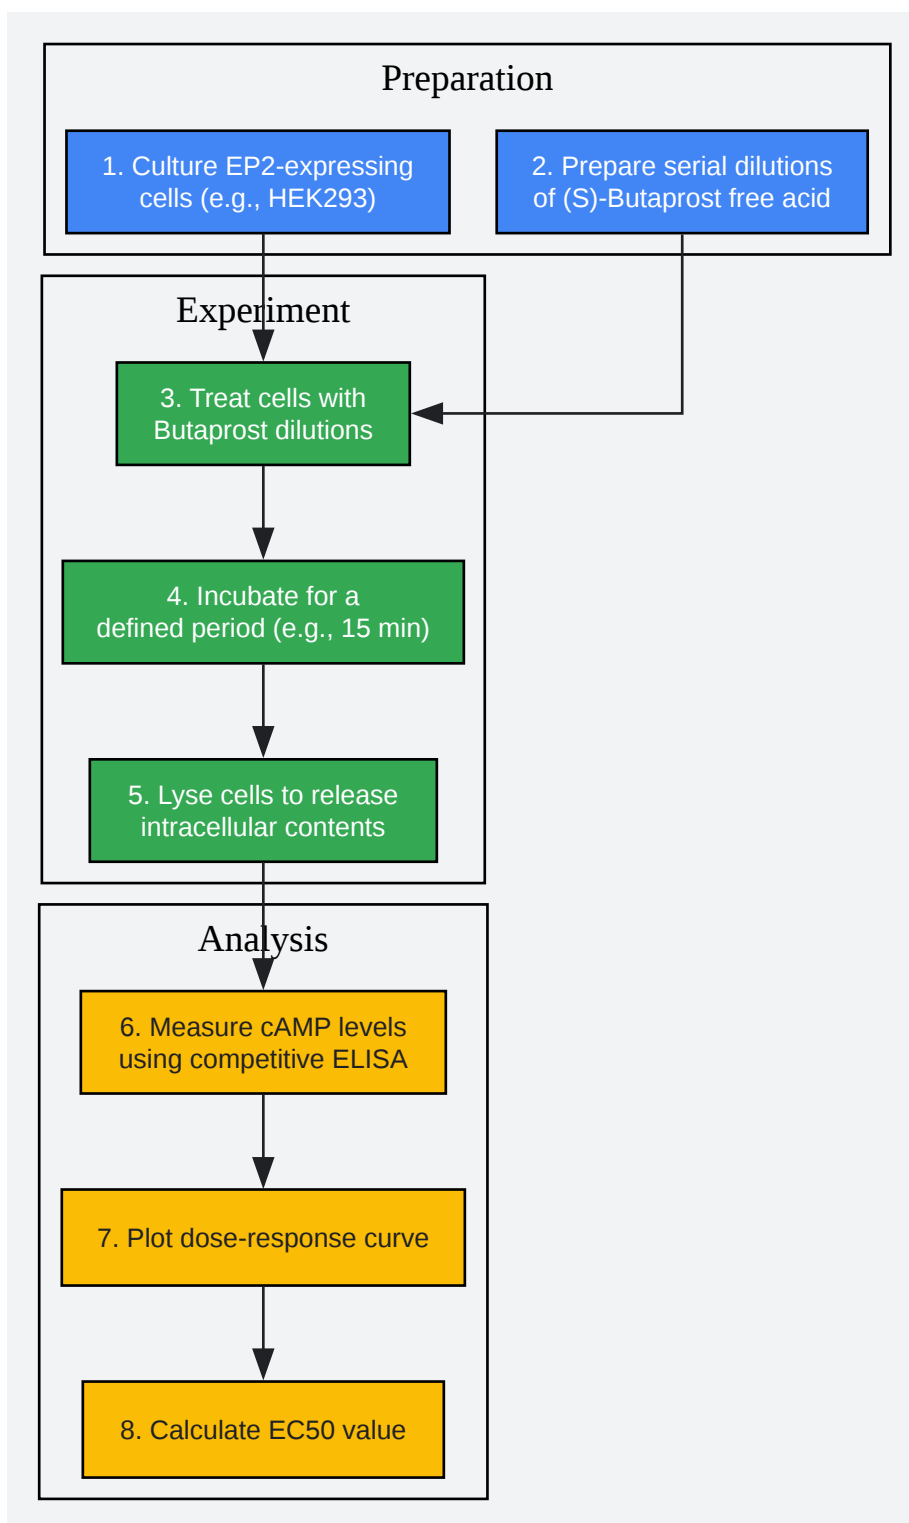 Preparation
1. Culture EP2-expressing
cells (e.g., HEK293)
2. Prepare serial dilutions
of (S)-Butaprost free acid
Experiment
3. Treat cells with
Butaprost dilutions
4. Incubate for a
defined period (e.g., 15 min)
5. Lyse cells to release
intracellular contents
Analysis
6. Measure cAMP levels
using competitive ELISA
7. Plot dose-response curve
8. Calculate EC50 value